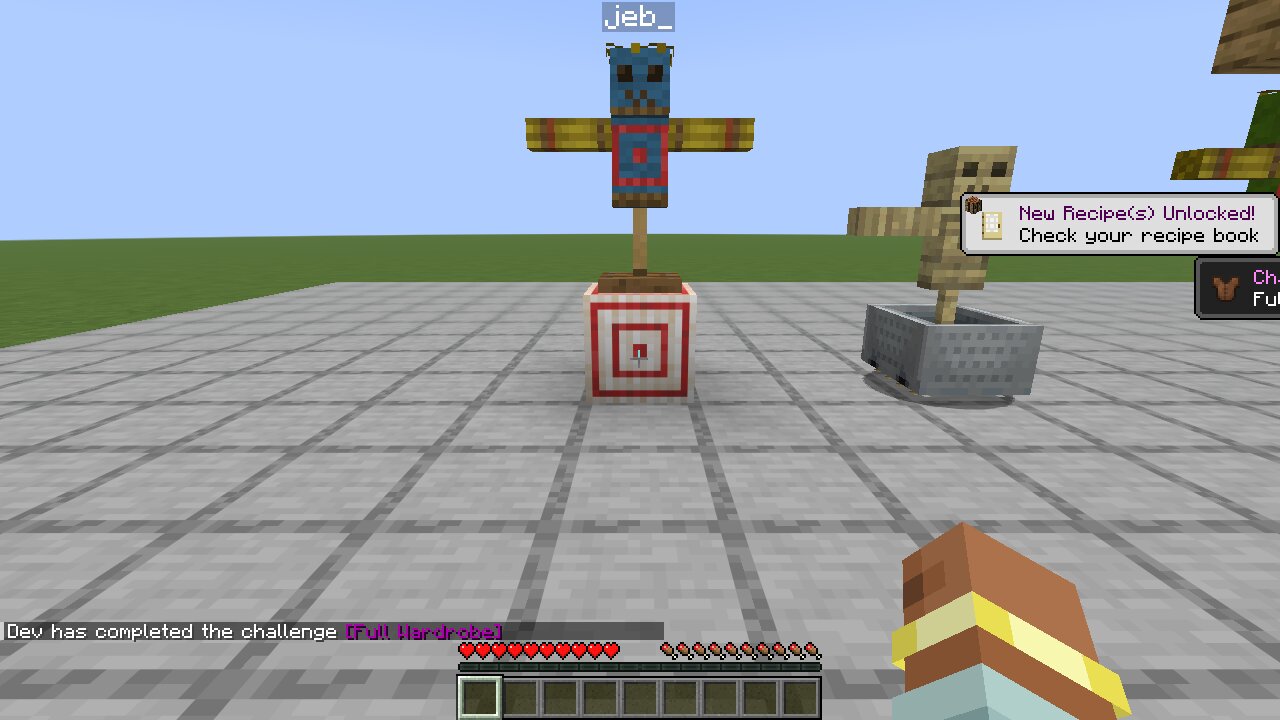 jeb_
New Recipe(s) Unlocked!
Check your recipe book
Dev has completed the challenge [Full Wardrobe]